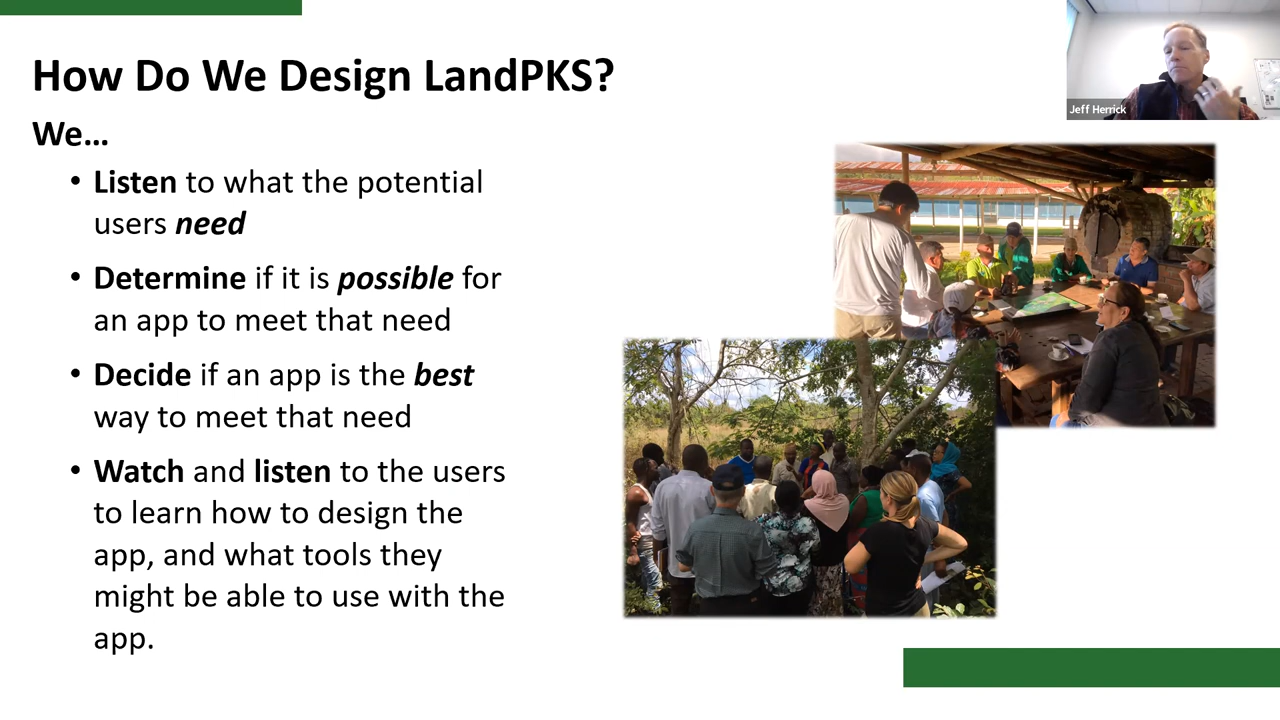 How Do We Design LandPKS?
Jeff Herrick
We...
• Listen to what the potential
users need
• Determine if it is possible for
an app to meet that need
• Decide if an app is the best
way to meet that need
• Watch and listen to the users
to learn how to design the
app, and what tools they
might be able to use with the
app.